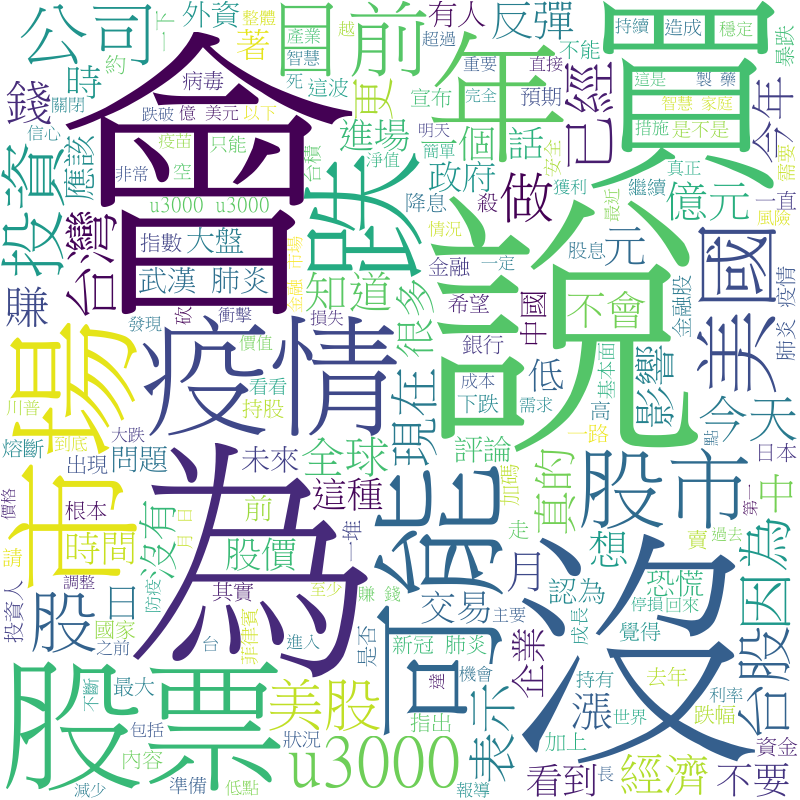 公司
外資
一下
整體
越
目前
有人
反彈
持續
造成
穩定
產業
智慧
約
超過
不能
重要
直接
暴跌
會
著
時
錢
關閉
病毒
死
這波
年
買
這是
製 藥
跌破
億 美元
以下
更
宣布
預期
完全
已經
智慧 家庭
今年
信心
應該
疫苗
只能
進場
明天
簡單
個
話
安全
措施
是不是
投資
非常
空
台積
淨值
政府
做
獲利
億元
真正
需要
繼續
一直
台灣
u3000 u3000
跌
降息
殺
說
最近
風險
指數
大盤
情況
元
股息
美國
賺
武漢 肺炎
金融 市場
知道
金融
一定
不會
金融股
疫情
發現
砍
衝擊
損失
很多
希望
中國
肺炎
疫情
價值
銀行
低
基本面
影響
場
川普
看看
持股
現在
成本
下跌
需求
高
今天
熔斷
到底
大跌
全球
評論
一路
點
日本
價格
出現
問題
未來
可能
加碼
真的
股市
第一
中
市
請
根本
沒有
前
這種
一堆
走
賣
過去
因為
時間
月
日
為
股價
想
投資人
調整
防疫
其實
至少
賺 錢
月
認為
恐慌
停損
回來
股
日
國家
之前
菲律賓
台
進入
是否
交易
主要
企業
成長
覺得
沒
台股
股票
不斷
最大
美股
新冠 肺炎
達
機會
表示
持有
去年
利率
包括
指出
漲
世界
跌幅
內容
狀況
u3000
加上
資金
減少
準備
低點
報導
長
看到
經濟
不要